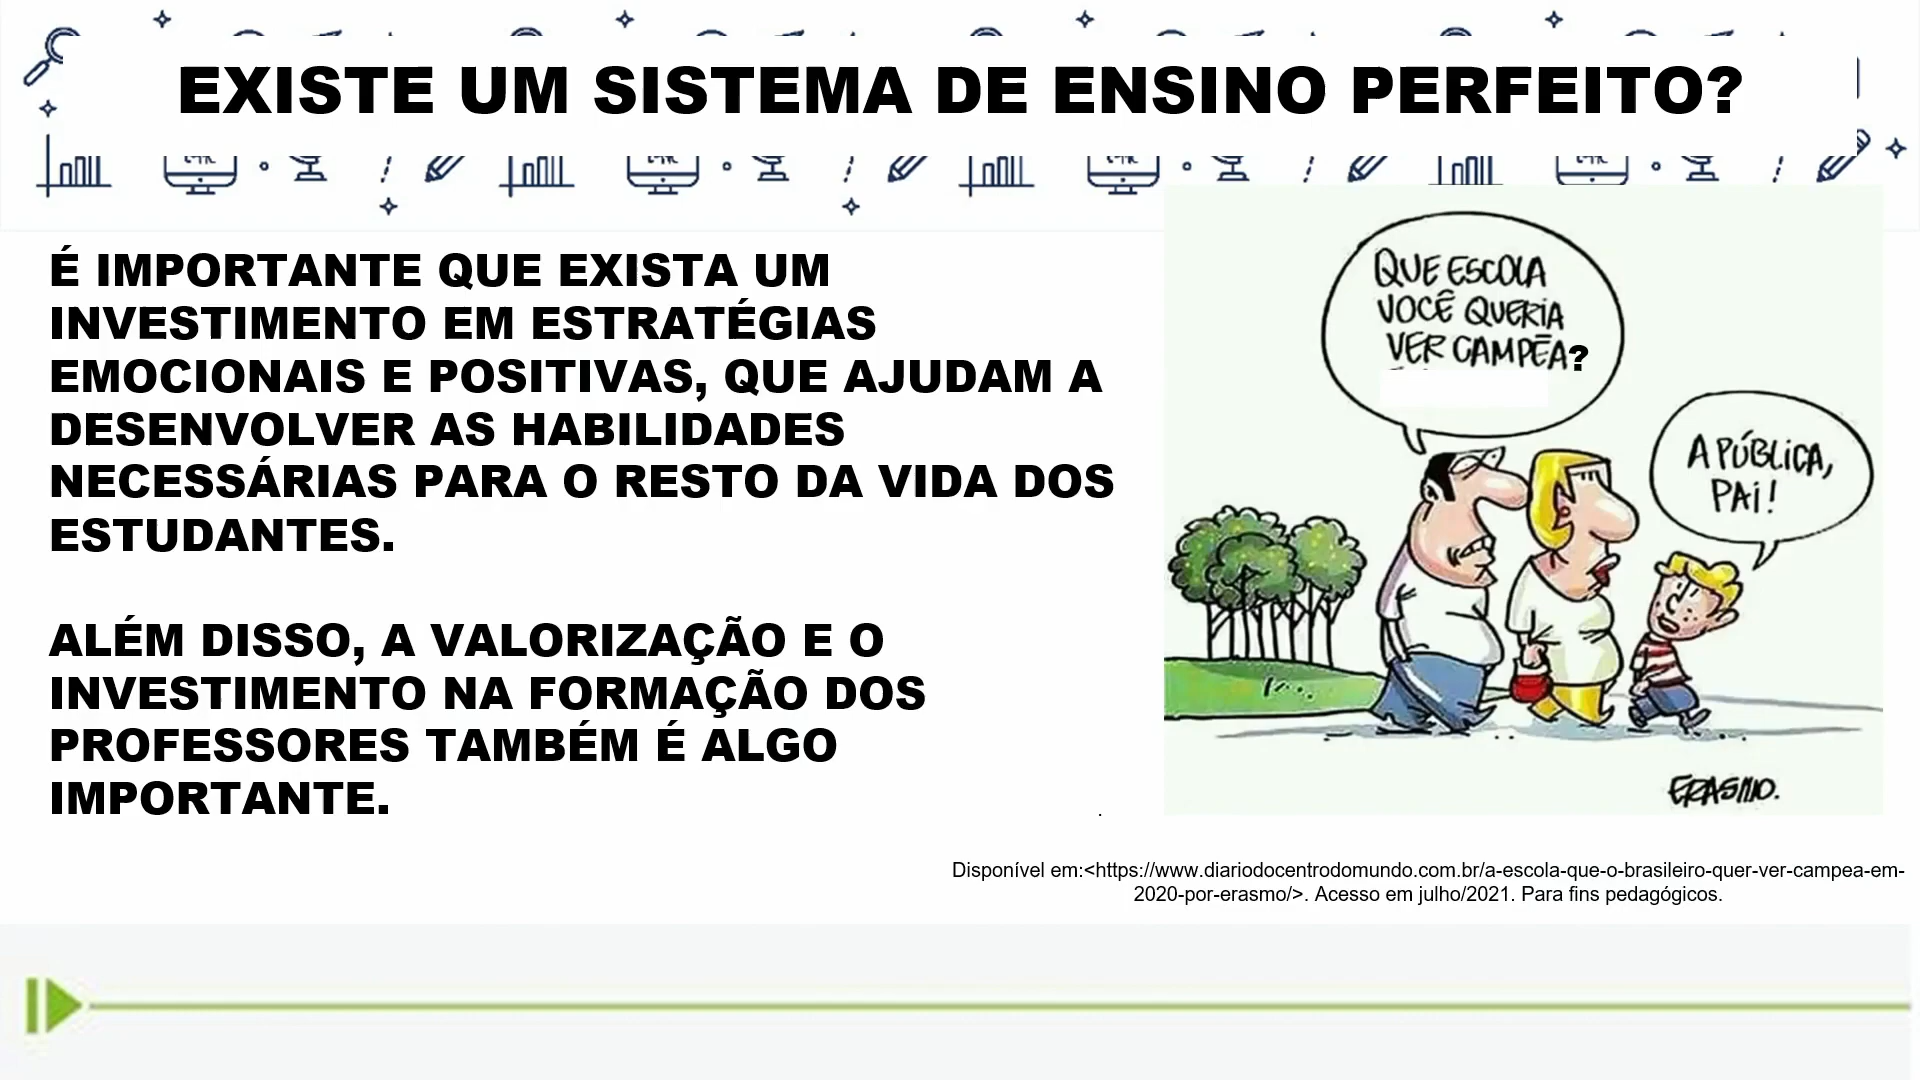 EXISTE UM SISTEMA DE ENSINO PERFEITO?
É IMPORTANTE QUE EXISTA UM
INVESTIMENTO EM ESTRATÉGIAS
EMOCIONAIS E POSITIVAS, QUE AJUDAM A
DESENVOLVER AS HABILIDADES
NECESSÁRIAS PARA O RESTO DA VIDA DOS
ESTUDANTES.
ALÉM DISSO, A VALORIZAÇÃO E O
INVESTIMENTO NA FORMAÇÃO DOS
PROFESSORES TAMBÉM É ALGO
IMPORTANTE.
QUE ESCOLA
VOCÊ QUERIA
VER CAMPEÃ?
A PÚBLICA,
PAI!
ERASMO.
Disponível em:<https://www.diariodocentrodomundo.com.br/a-escola-que-o-brasileiro-quer-ver-campea-em-
2020-por-erasmo/>. Acesso em julho/2021. Para fins pedagógicos.